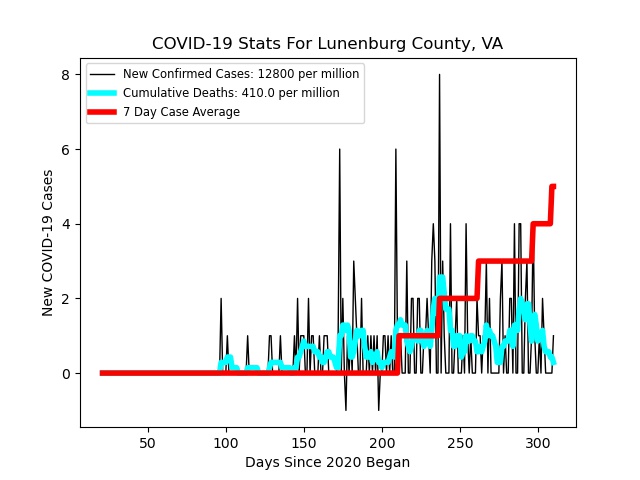 COVID-19 Stats For Lunenburg County, VA
New Confirmed Cases: 12800 per million
Cumulative Deaths: 410.0 per million
7 Day Case Average
8
6
4
2
0
New COVID-19 Cases
50 100 150 200 250 300
Days Since 2020 Began